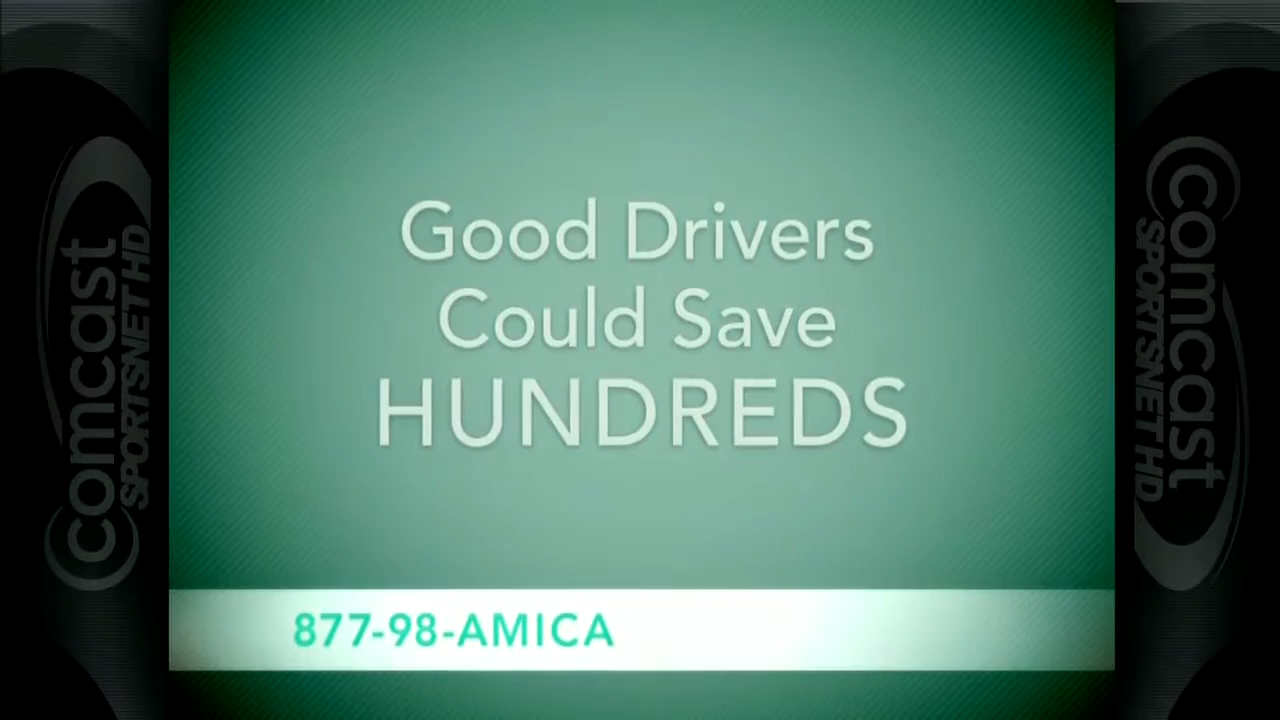 Good Drivers
Could Save
HUNDREDS
877-98-AMICA
comcast
SPORTSNET HD
comcast
SPORTSNET HD